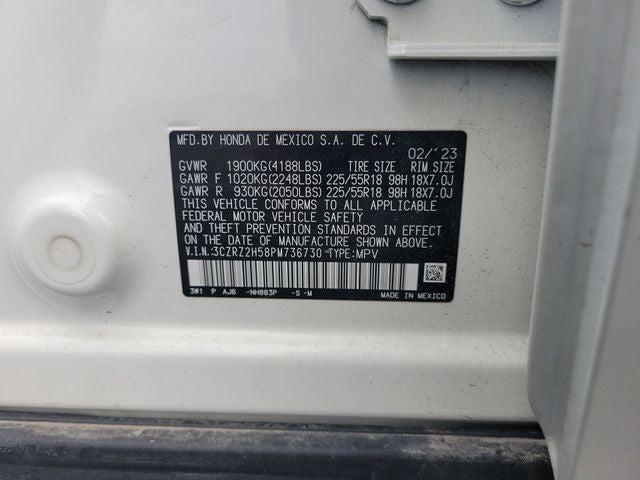 MFD.BY HONDA DE MEXICO S.A. DE C.V.
02/'23
GVWR 1900KG(4188LBS) TIRE SIZE RIM SIZE
GAWR F 1020KG(2248LBS) 225/55R18 98H 18X7.0J
GAWR R 930KG(2050LBS) 225/55R18 98H 18X7.0J
THIS VEHICLE CONFORMS TO ALL APPLICABLE
FEDERAL MOTOR VEHICLE SAFETY
AND THEFT PREVENTION STANDARDS IN EFFECT
ON THE DATE OF MANUFACTURE SHOWN ABOVE.
V.I.N.:3CZRZ2H58PM736730 TYPE:MPV
3W1 P AJ6 -NH883P -S -M MADE IN MEXICO